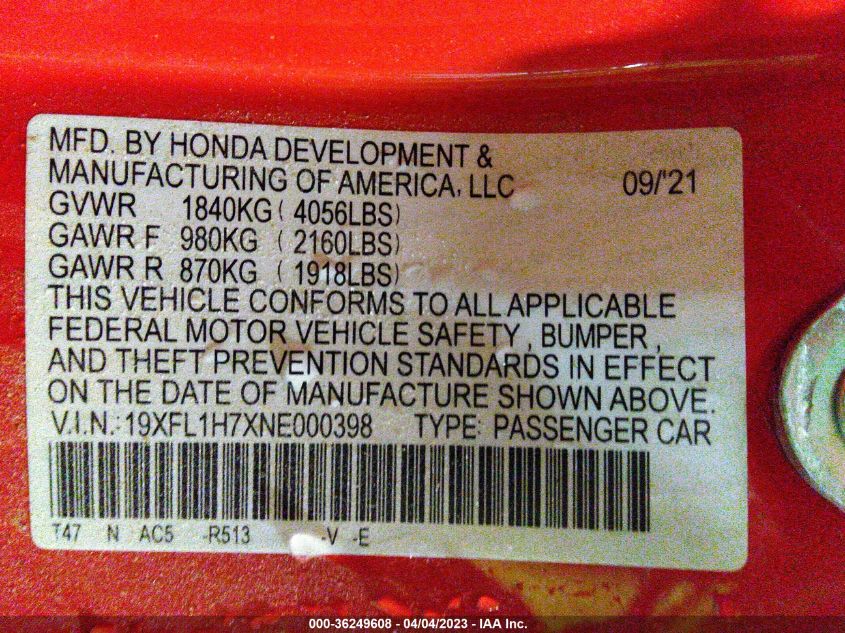 MFD. BY HONDA DEVELOPMENT &
MANUFACTURING OF AMERICA, LLC 09/'21
GVWR 1840KG ( 4056LBS)
GAWR F 980KG ( 2160LBS)
GAWR R 870KG ( 1918LBS)
THIS VEHICLE CONFORMS TO ALL APPLICABLE
FEDERAL MOTOR VEHICLE SAFETY , BUMPER ,
AND THEFT PREVENTION STANDARDS IN EFFECT
ON THE DATE OF MANUFACTURE SHOWN ABOVE.
V.I.N.: 19XFL1H7XNE000398 TYPE: PASSENGER CAR
T47 N AC5 -R513 -V -E
000-36249608 - 04/04/2023 - IAA Inc.